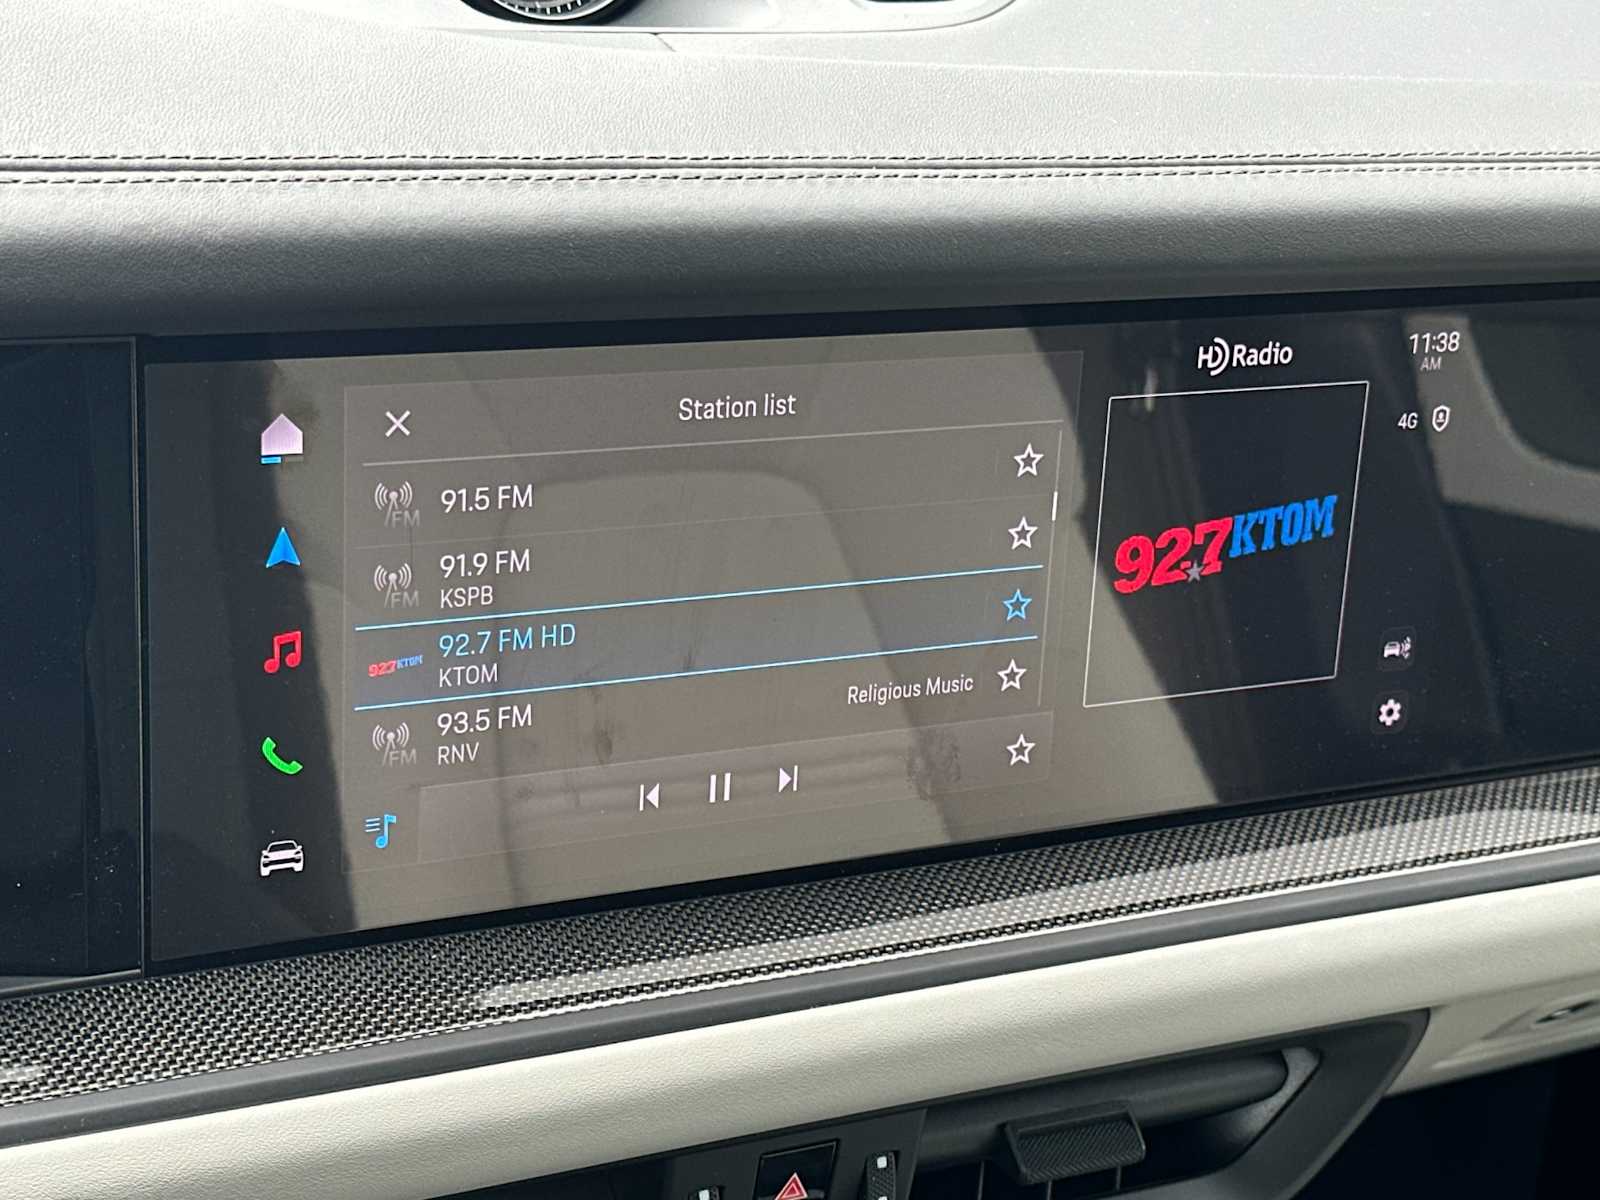 Station list
91.5 FM
FM
91.9 FM
KSPB
FM
92.7 FM HD
KTOM
92.7 KTOM
93.5 FM
RNV
FM
Religious Music
HD Radio
92.7 KTOM
11:38
AM
4G